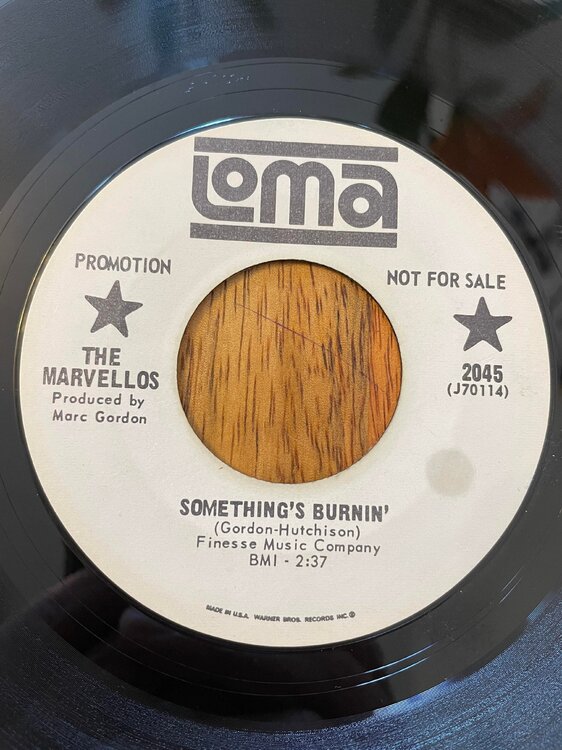 Loma
PROMOTION
NOT FOR SALE
THE
MARVELLOS
Produced by
Marc Gordon
2045
(J70114)
SOMETHING'S BURNIN'
(Gordon-Hutchison)
Finesse Music Company
BMI - 2:37
MADE IN U.S.A. WARNER BROS. RECORDS INC. ®